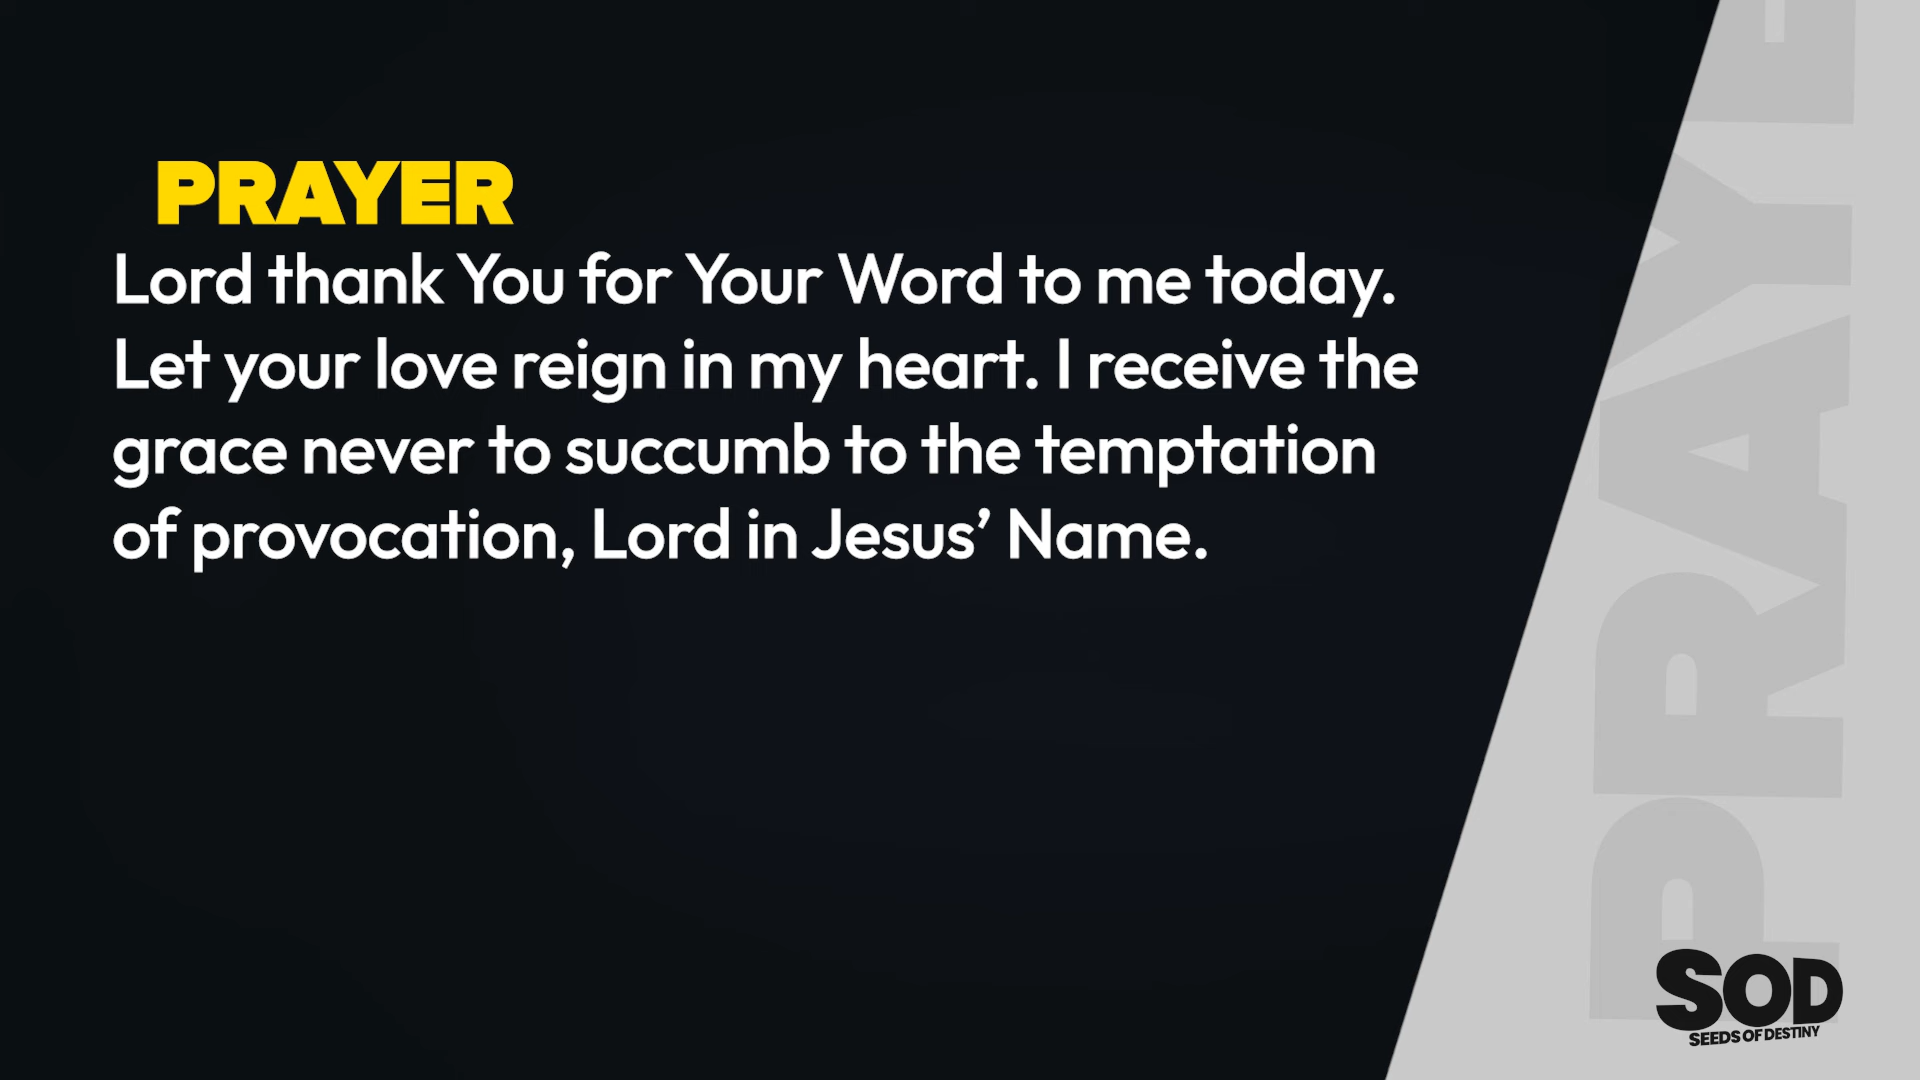 PRAYER
Lord thank You for Your Word to me today.
Let your love reign in my heart. I receive the
grace never to succumb to the temptation
of provocation, Lord in Jesus’ Name.
PRAYE
SOD
SEEDS OF DESTINY